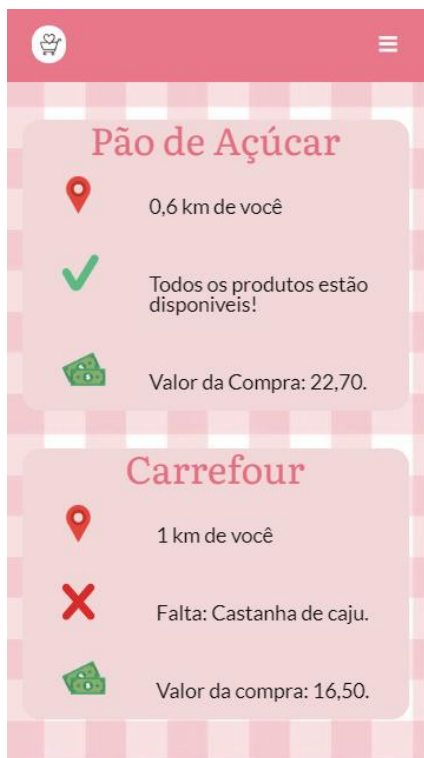 Pão de Açúcar
0,6 km de você
Todos os produtos estão
disponiveis!
Valor da Compra: 22,70.
Carrefour
1 km de você
Falta: Castanha de caju.
Valor da compra: 16,50.